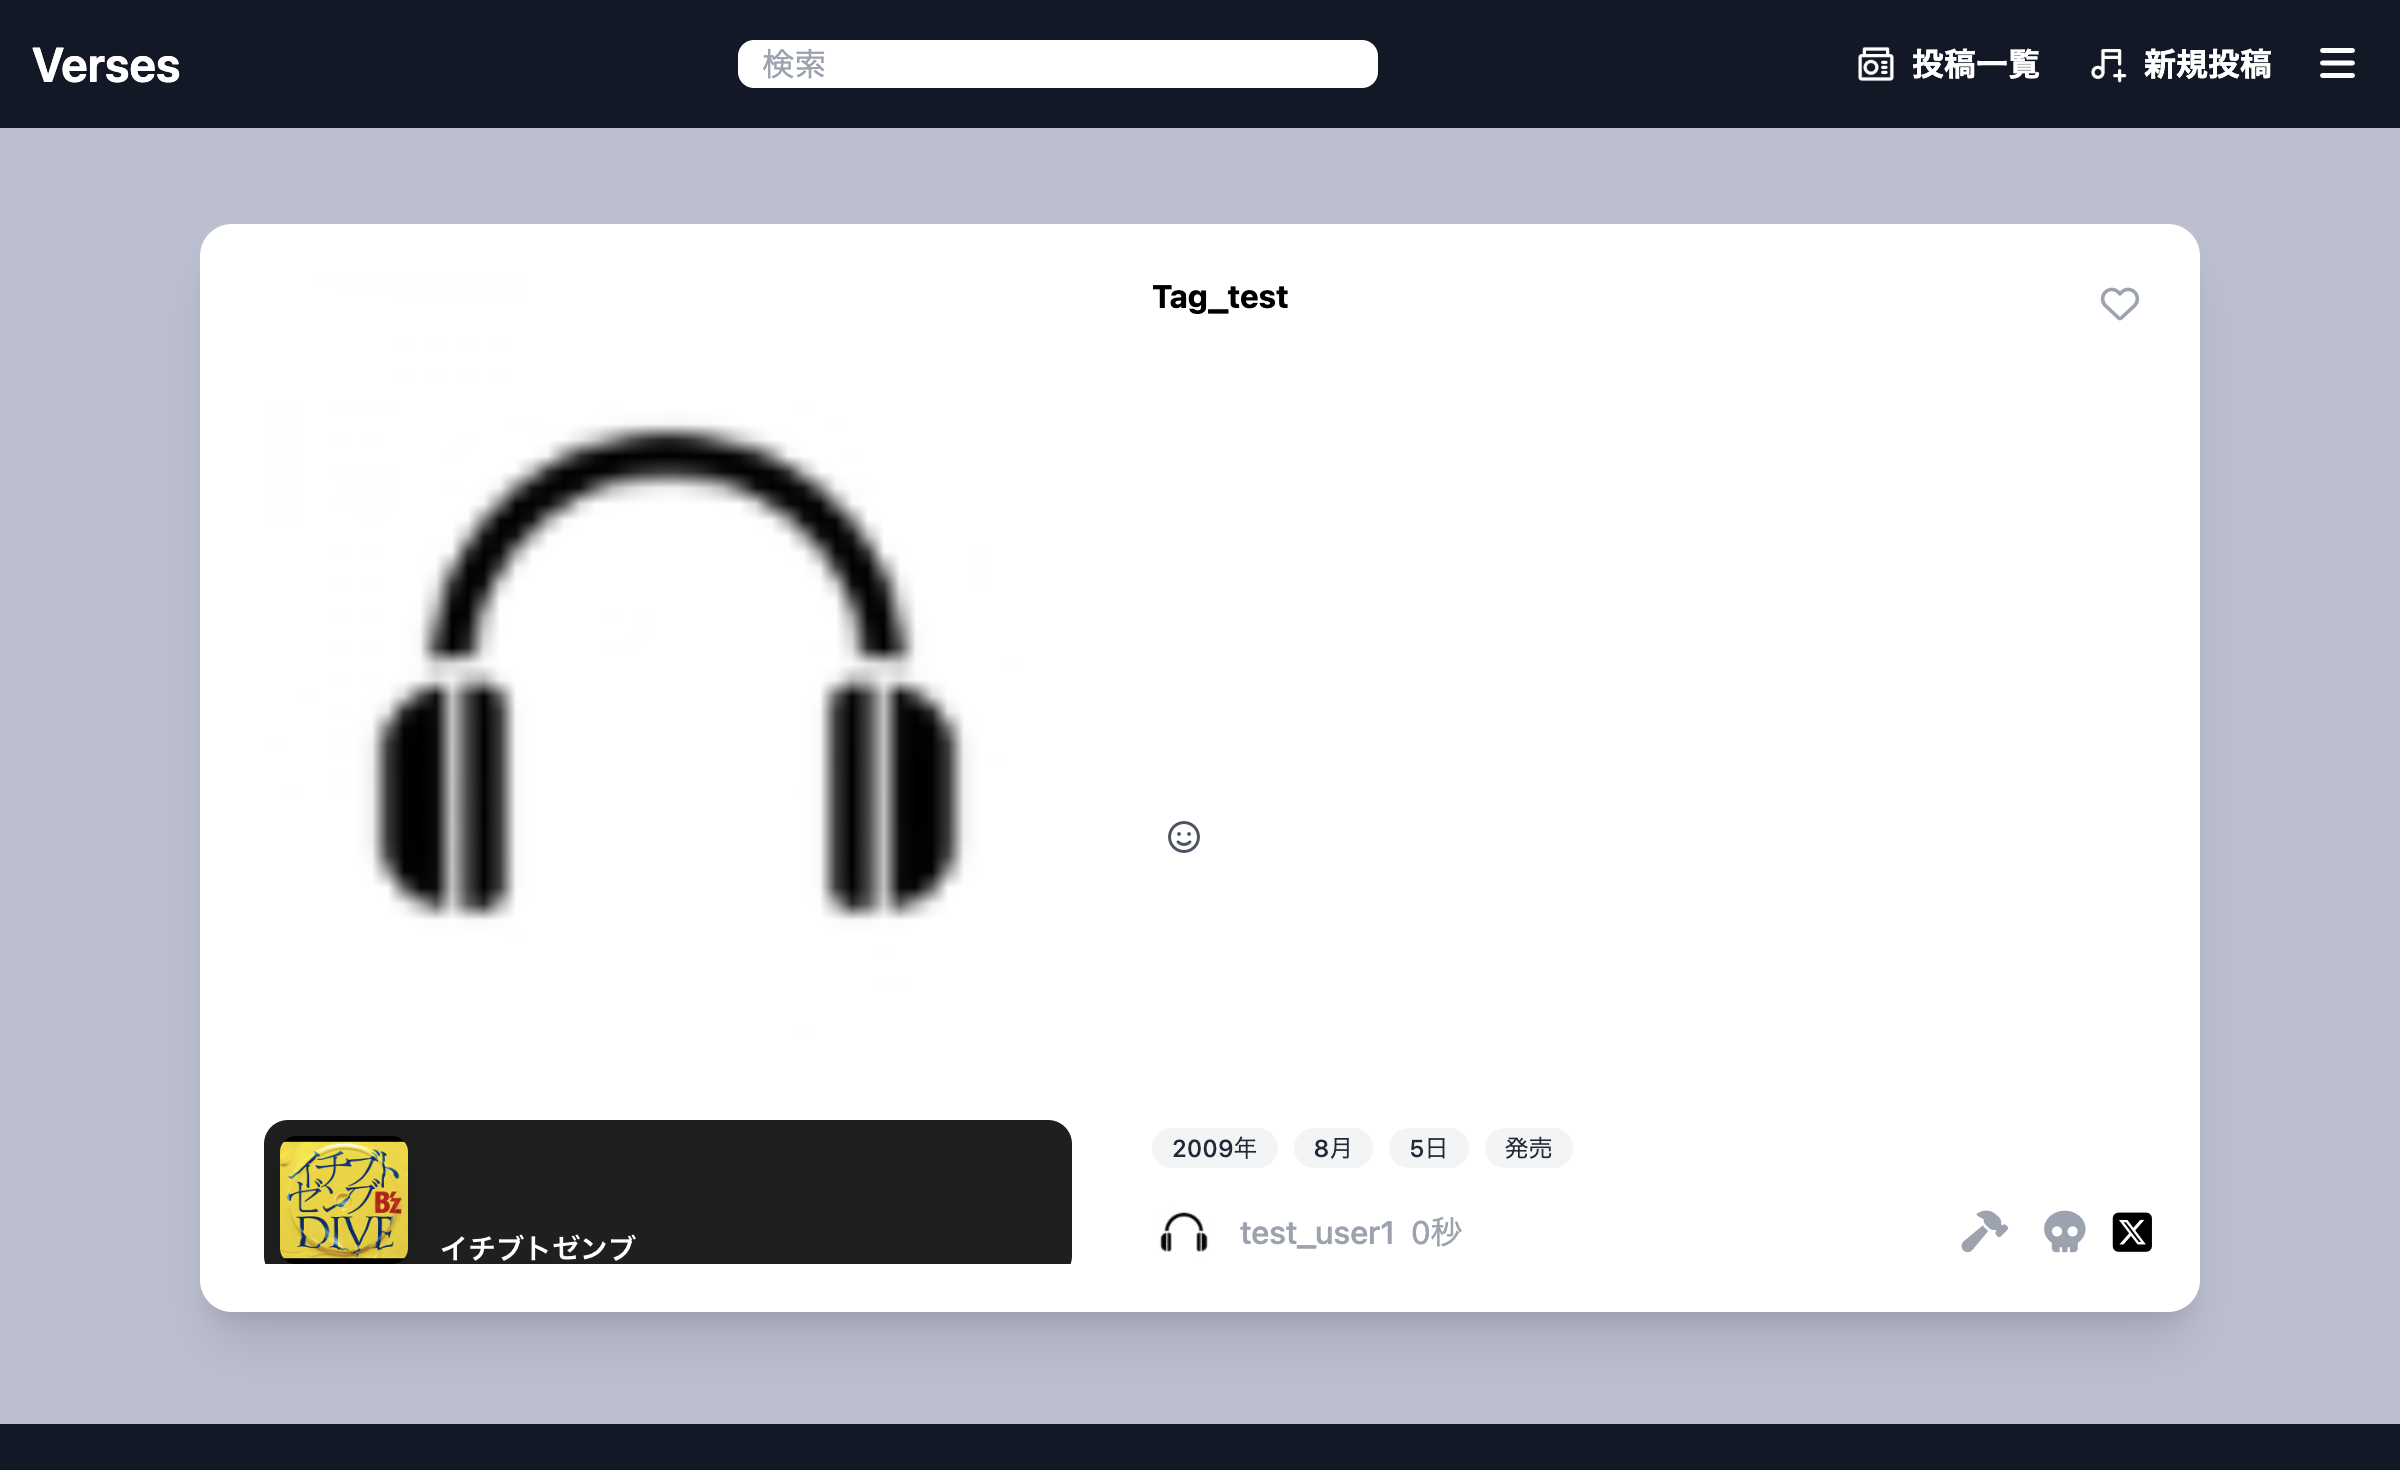 Verses
検索
投稿一覧
新規投稿
Tag_test
イチブト
ゼンブ B'z
DIVE
イチブトゼンブ
2009年 8月 5日 発売
test_user1 0秒